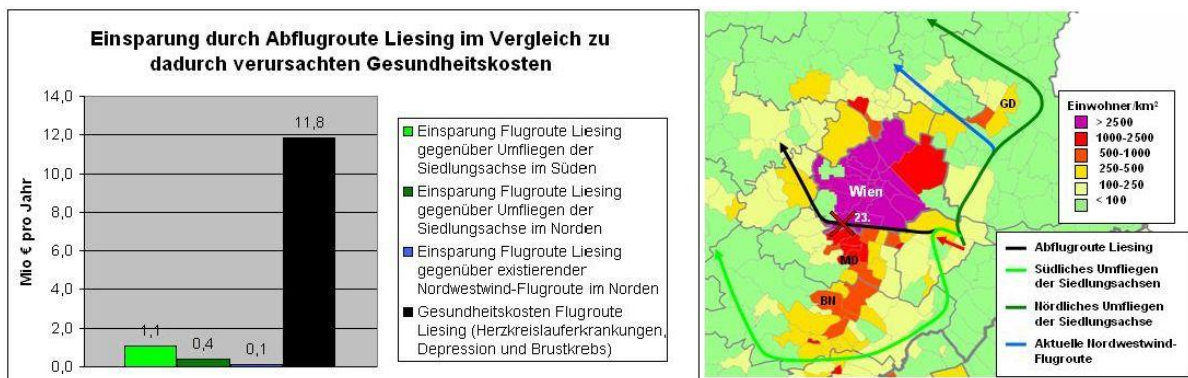 Einsparung durch Abflugroute Liesing im Vergleich zu
dadurch verursachten Gesundheitskosten
Mio € pro Jahr
14,0
12,0
10,0
8,0
6,0
4,0
2,0
0,0
1,1
0,4
0,1
11,8
Einsparung Flugroute Liesing
gegenüber Umfliegen der
Siedlungsachse im Süden
Einsparung Flugroute Liesing
gegenüber Umfliegen der
Siedlungsachse im Norden
Einsparung Flugroute Liesing
gegenüber existierender
Nordwestwind-Flugroute im Norden
Gesundheitskosten Flugroute
Liesing (Herzkreislauferkrankungen,
Depression und Brustkrebs)
GD
Wien
23.
MD
BN
Einwohner/km²
> 2500
1000-2500
500-1000
250-500
100-250
< 100
Abflugroute Liesing
Südliches Umfliegen
der Siedlungsachsen
Nördliches Umfliegen
der Siedlungsachse
Aktuelle Nordwestwind-
Flugroute